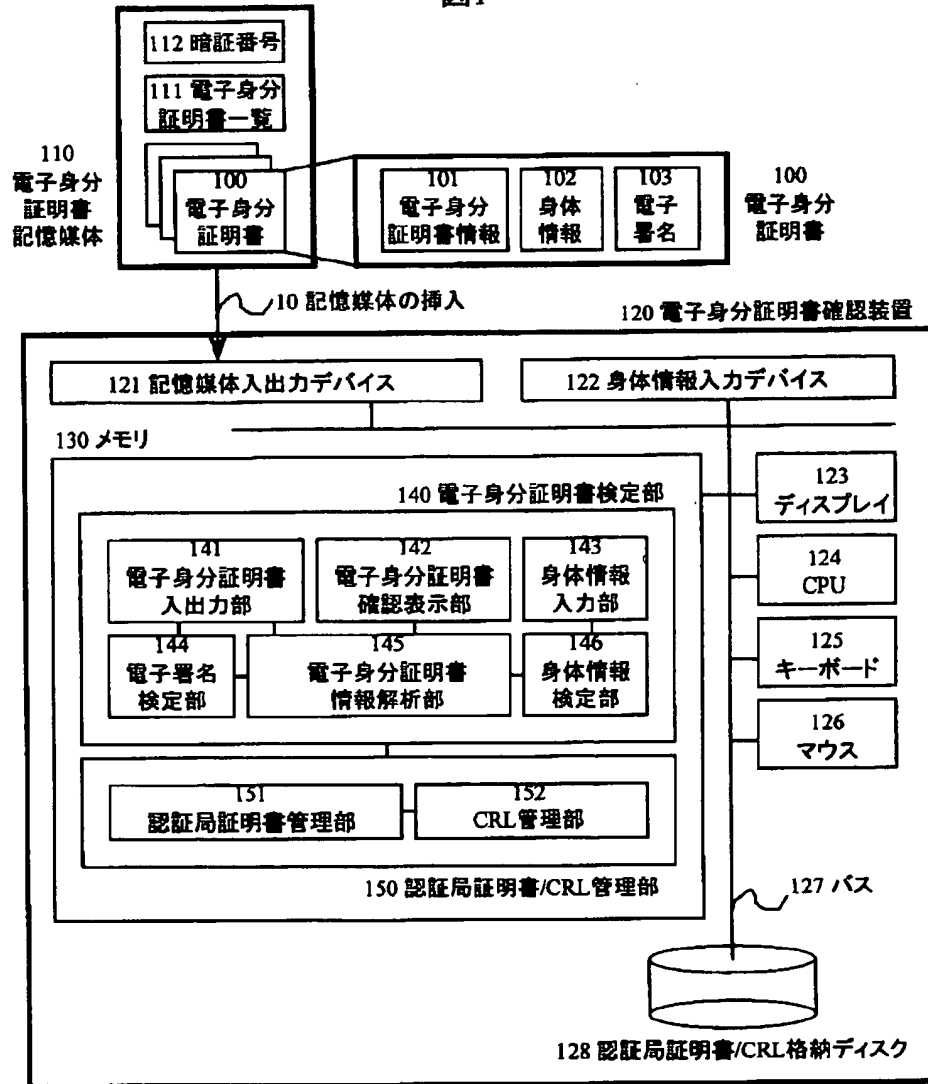 図1
112 暗証番号
111 電子身分
証明書一覧
110
電子身分
証明書
記憶媒体
100
電子身分
証明書
101
電子身分
証明書情報
102
身体
情報
103
電子
署名
100
電子身分
証明書
10 記憶媒体の挿入
120 電子身分証明書確認装置
121 記憶媒体入出力デバイス
122 身体情報入力デバイス
130 メモリ
140 電子身分証明書検定部
141
電子身分証明書
入出力部
142
電子身分証明書
確認表示部
143
身体情報
入力部
144
電子署名
検定部
145
電子身分証明書
情報解析部
146
身体情報
検定部
123
ディスプレイ
124
CPU
125
キーボード
126
マウス
151
認証局証明書管理部
152
CRL管理部
150 認証局証明書/CRL管理部
127 バス
128 認証局証明書/CRL格納ディスク